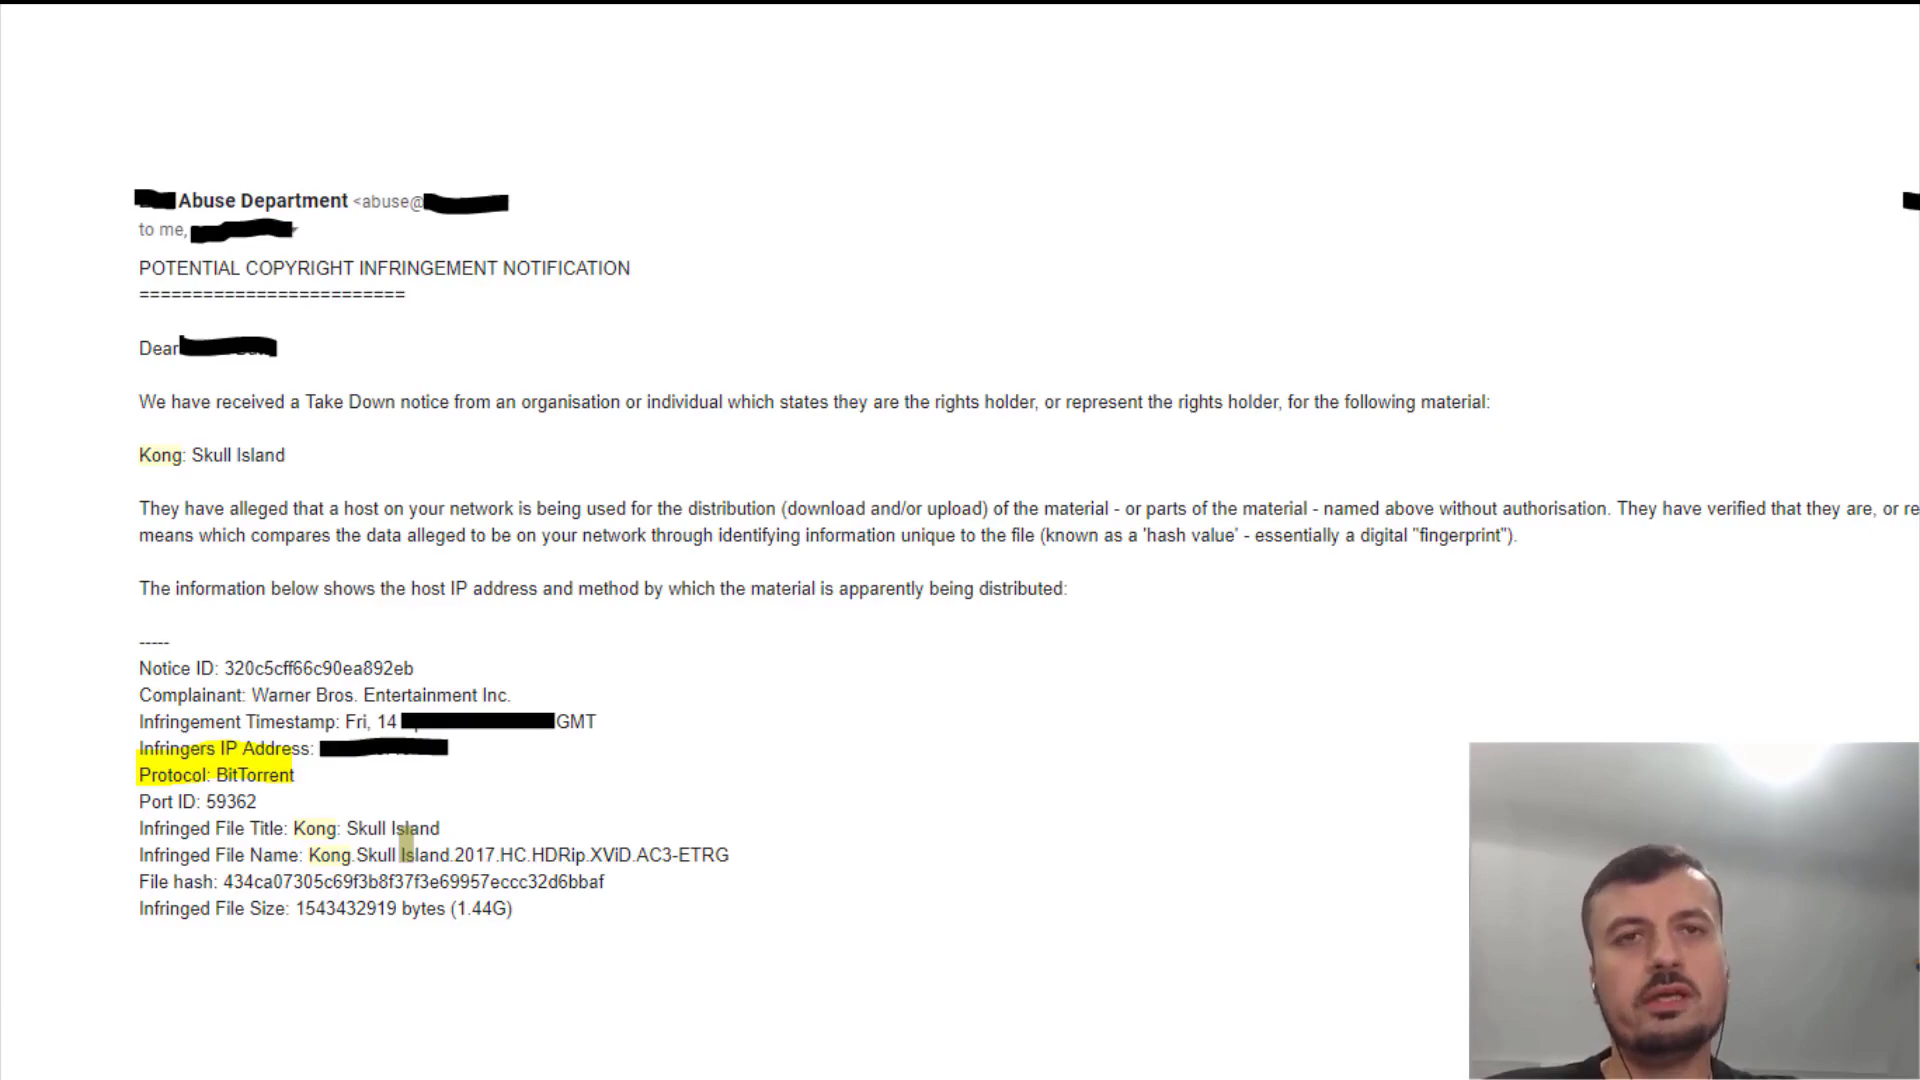 Abuse Department <abuse@
to me,
POTENTIAL COPYRIGHT INFRINGEMENT NOTIFICATION
=========================
Dear
We have received a Take Down notice from an organisation or individual which states they are the rights holder, or represent the rights holder, for the following material:
Kong: Skull Island
They have alleged that a host on your network is being used for the distribution (download and/or upload) of the material - or parts of the material - named above without authorisation. They have verified that they are, or re
means which compares the data alleged to be on your network through identifying information unique to the file (known as a 'hash value' - essentially a digital "fingerprint").
The information below shows the host IP address and method by which the material is apparently being distributed:
-----
Notice ID: 320c5cff66c90ea892eb
Complainant: Warner Bros. Entertainment Inc.
Infringement Timestamp: Fri, 14 GMT
Infringers IP Address:
Protocol: BitTorrent
Port ID: 59362
Infringed File Title: Kong: Skull Island
Infringed File Name: Kong.Skull Island.2017.HC.HDRip.XViD.AC3-ETRG
File hash: 434ca07305c69f3b8f37f3e69957eccc32d6bbaf
Infringed File Size: 1543432919 bytes (1.44G)